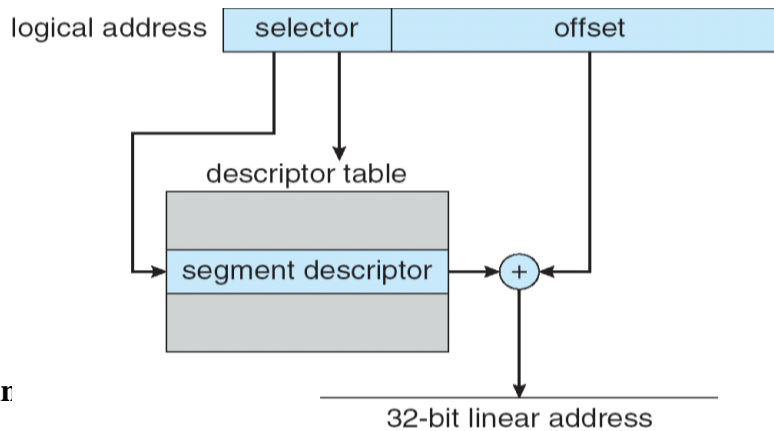 logical address selector offset
descriptor table
segment descriptor +
32-bit linear address